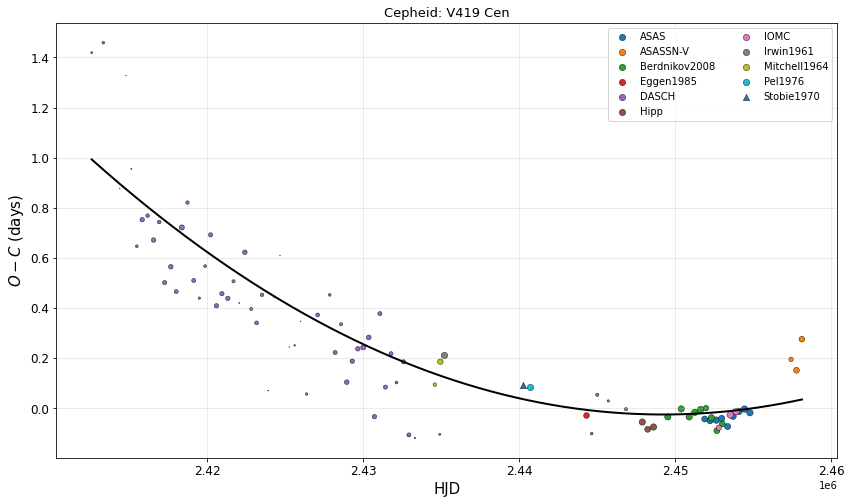 Cepheid: V419 Cen
ASAS
ASASSN-V
Berdnikov2008
Eggen1985
DASCH
Hipp
IOMC
Irwin1961
Mitchell1964
Pel1976
Stobie1970
O − C (days)
1.4
1.2
1.0
0.8
0.6
0.4
0.2
0.0
2.42 2.43 2.44 2.45 2.46
1e6
HJD